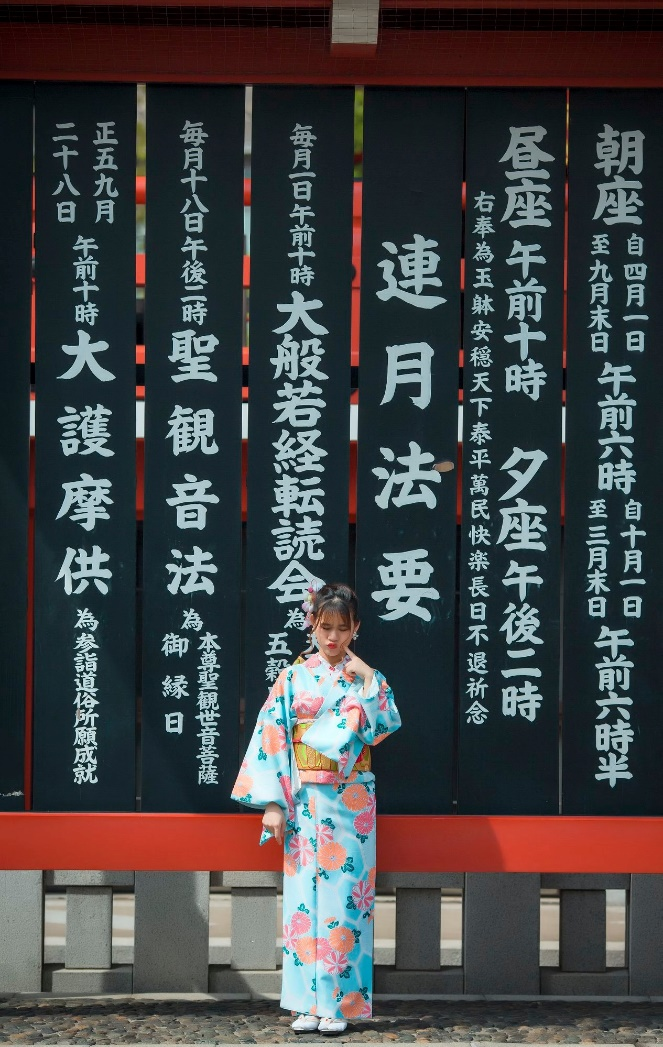 朝座
自四月一日
至九月末日
午前六時
自十月一日
至三月末日
午前六時半
昼座 午前十時 夕座 午後二時
右奉為玉躰安穏天下泰平萬民快楽長日不退祈念
連月法要
毎月一日午前十時 大般若経転読会
為五穀
毎月十八日午後二時 聖観音法
為
本尊聖観世音菩薩
御縁日
正五九月
二十八日
午前十時 大護摩供 為参詣道俗所願成就